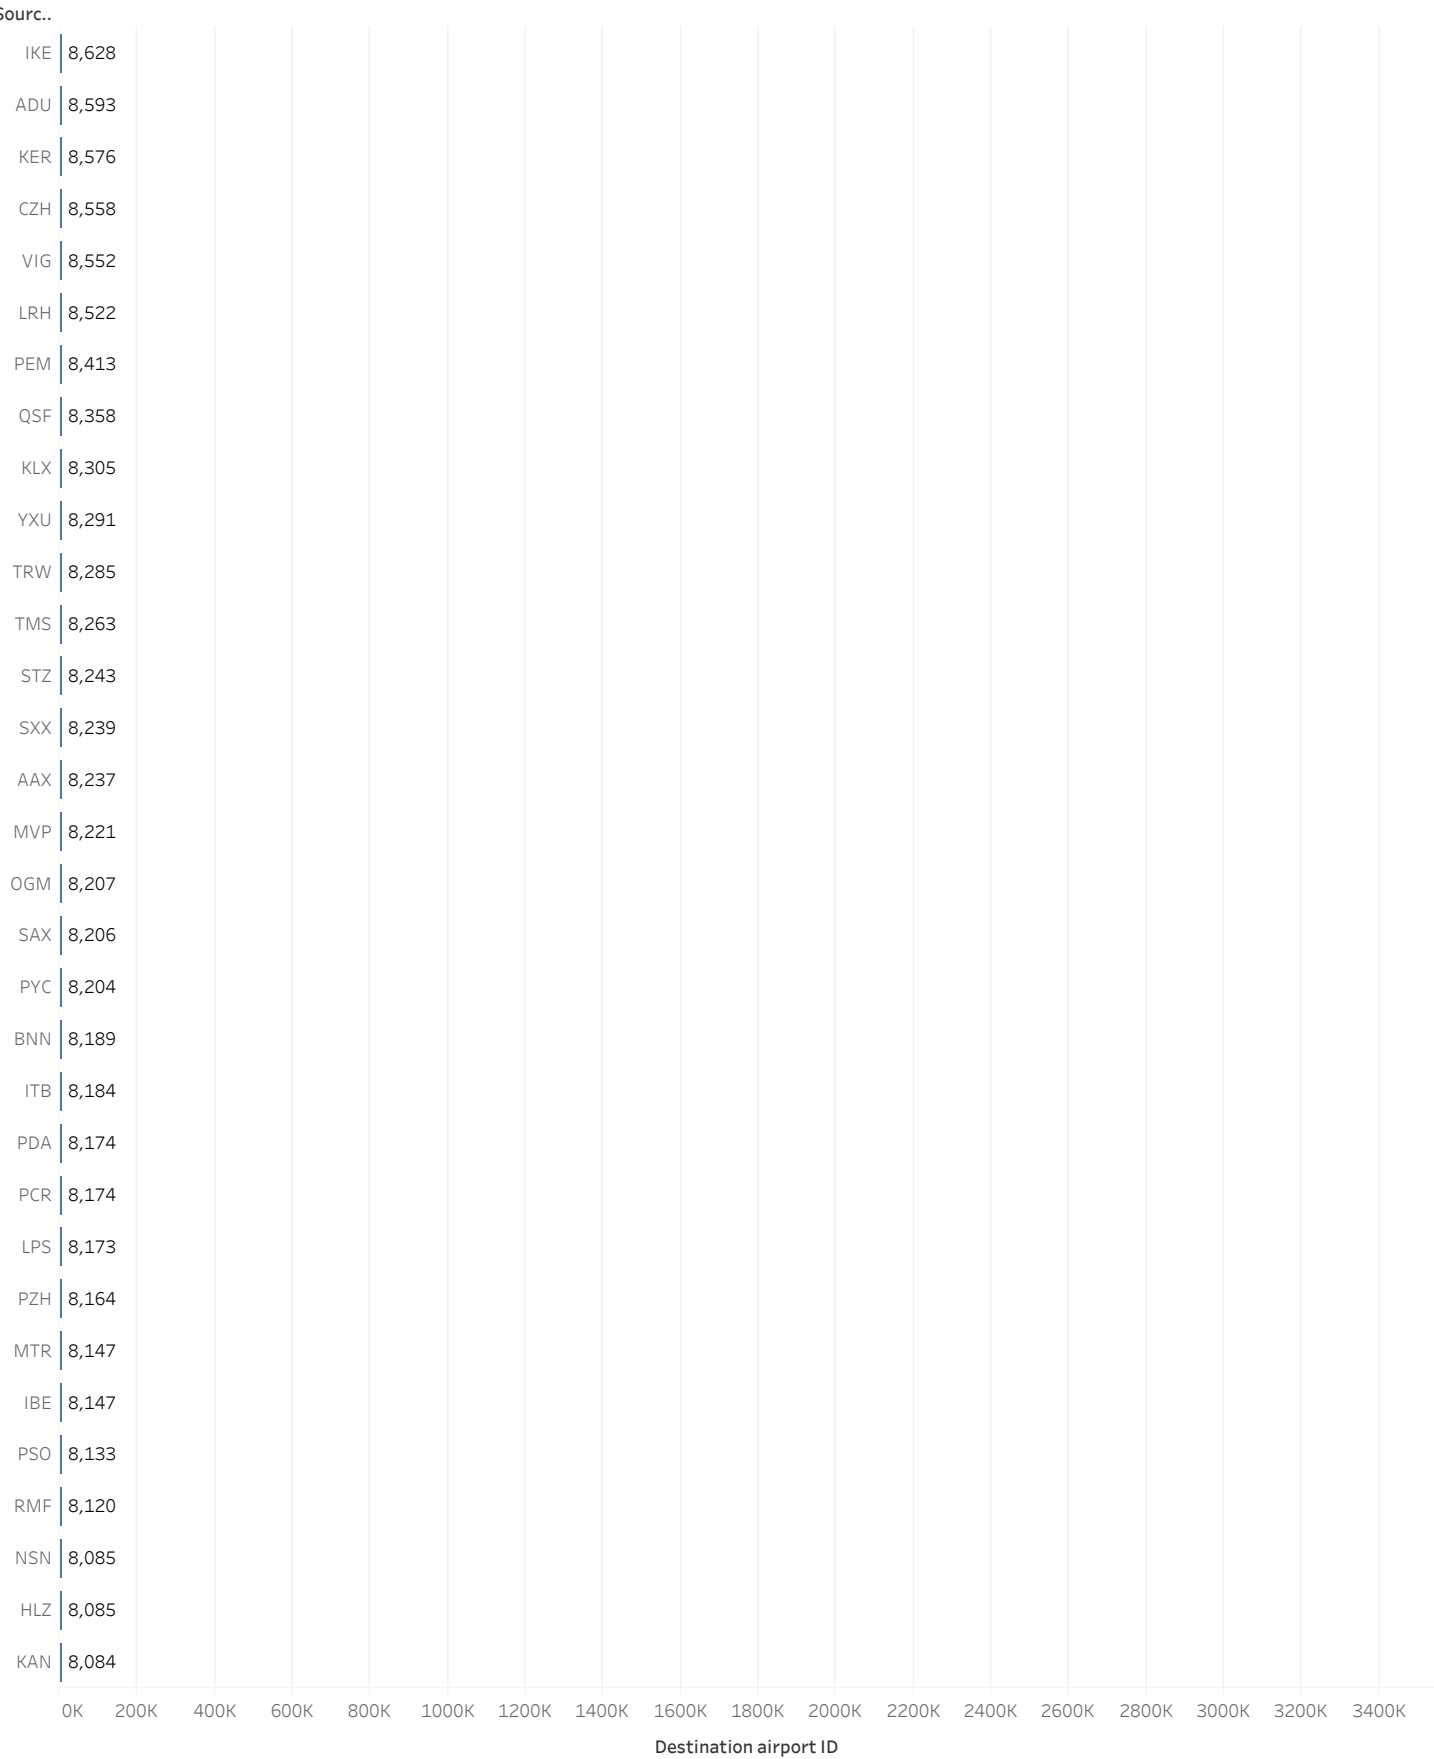 Sourc..
IKE 8,628
ADU 8,593
KER 8,576
CZH 8,558
VIG 8,552
LRH 8,522
PEM 8,413
QSF 8,358
KLX 8,305
YXU 8,291
TRW 8,285
TMS 8,263
STZ 8,243
SXX 8,239
AAX 8,237
MVP 8,221
OGM 8,207
SAX 8,206
PYC 8,204
BNN 8,189
ITB 8,184
PDA 8,174
PCR 8,174
LPS 8,173
PZH 8,164
MTR 8,147
IBE 8,147
PSO 8,133
RMF 8,120
NSN 8,085
HLZ 8,085
KAN 8,084
0K 200K 400K 600K 800K 1000K 1200K 1400K 1600K 1800K 2000K 2200K 2400K 2600K 2800K 3000K 3200K 3400K
Destination airport ID